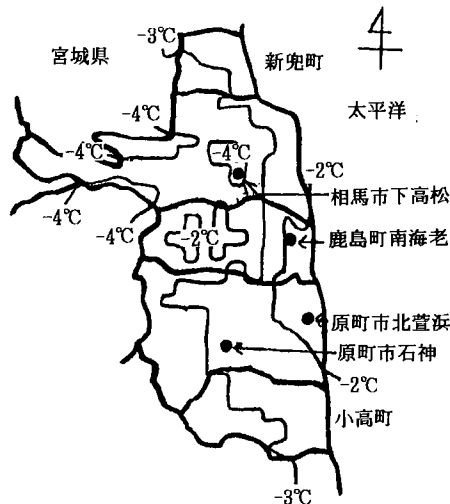 -3℃
宮城県
新兜町
太平洋
-4℃
-4℃
-4℃
-2℃
相馬市下高松
-4℃
-4℃
-2℃
鹿島町南海老
原町市北萱浜
原町市石神
-2℃
小高町
-3℃